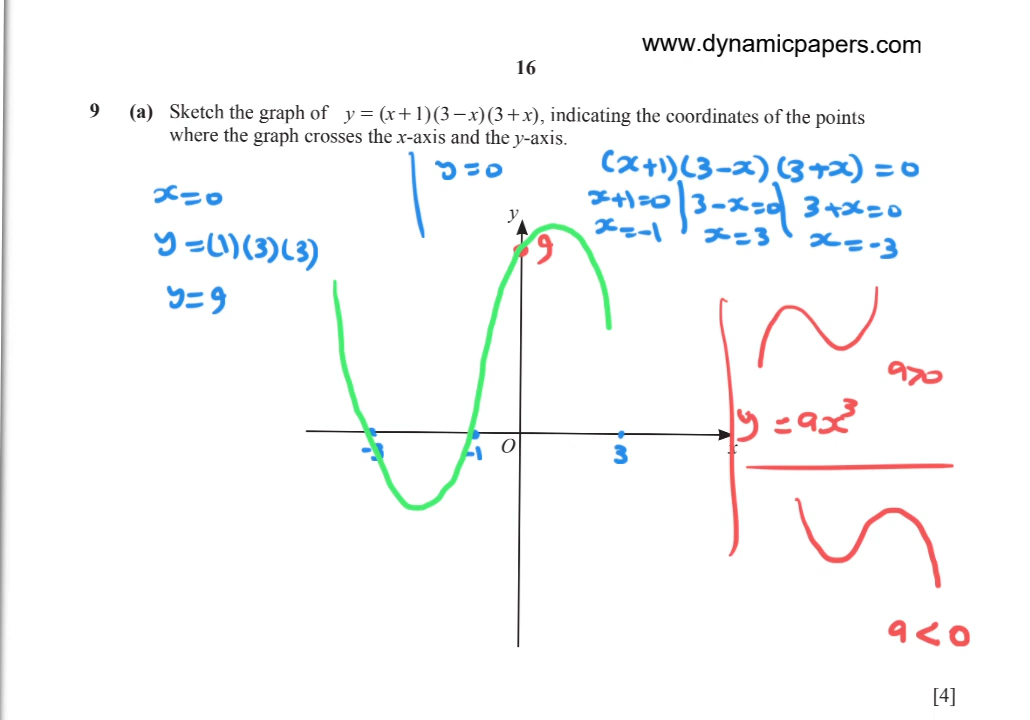 www.dynamicpapers.com
16
9 (a) Sketch the graph of y = (x+1)(3−x)(3+x), indicating the coordinates of the points
where the graph crosses the x-axis and the y-axis.
x=0
y=(1)(3)(3)
y=9
y=0
(x+1)(3-x)(3+x)=0
x+1=0 | 3-x=0 | 3+x=0
x=-1 x=3 x=-3
y
9
-3 -1 O 3 x
a>0
y=ax³
a<0
[4]